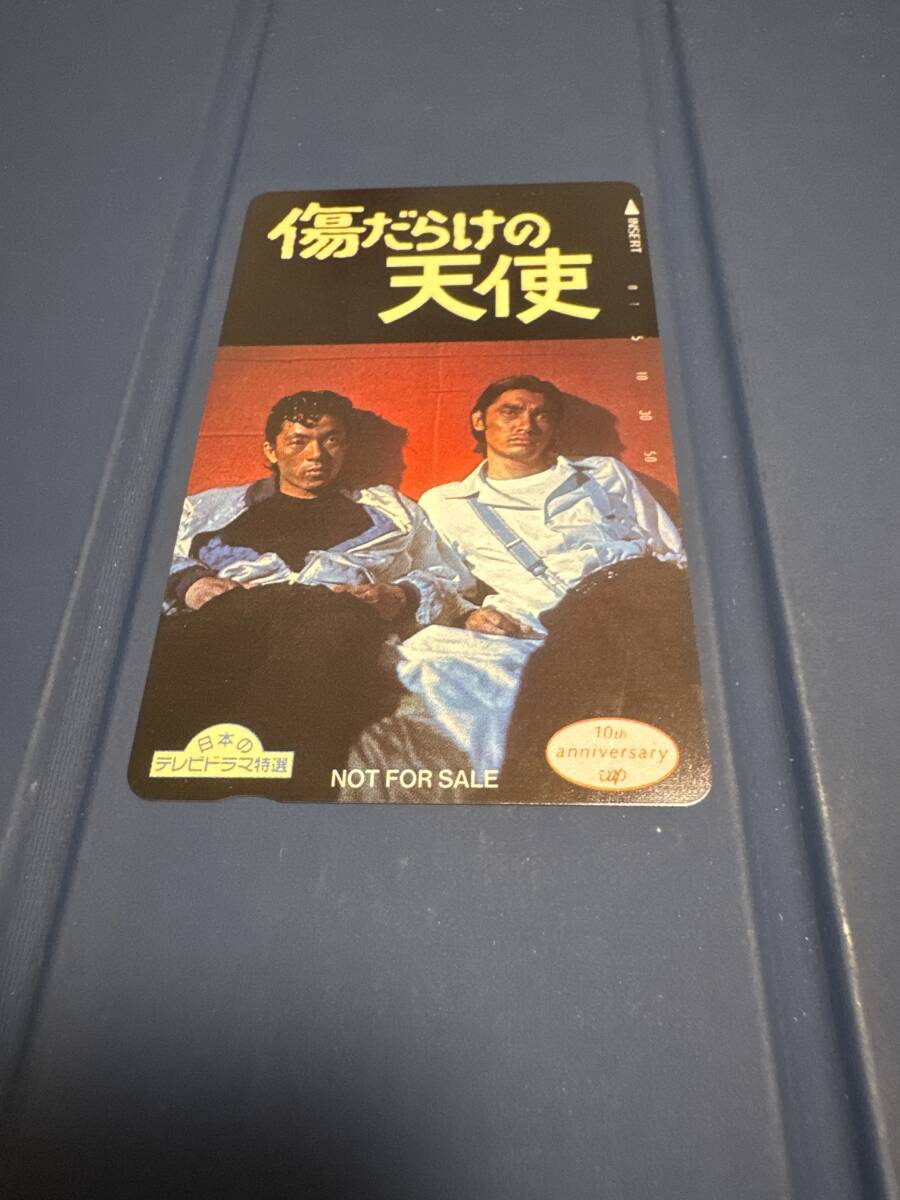 傷だらけの
天使
INSERT
0 1 5 10 30 50
日本の
テレビドラマ特選
NOT FOR SALE
10th
anniversary